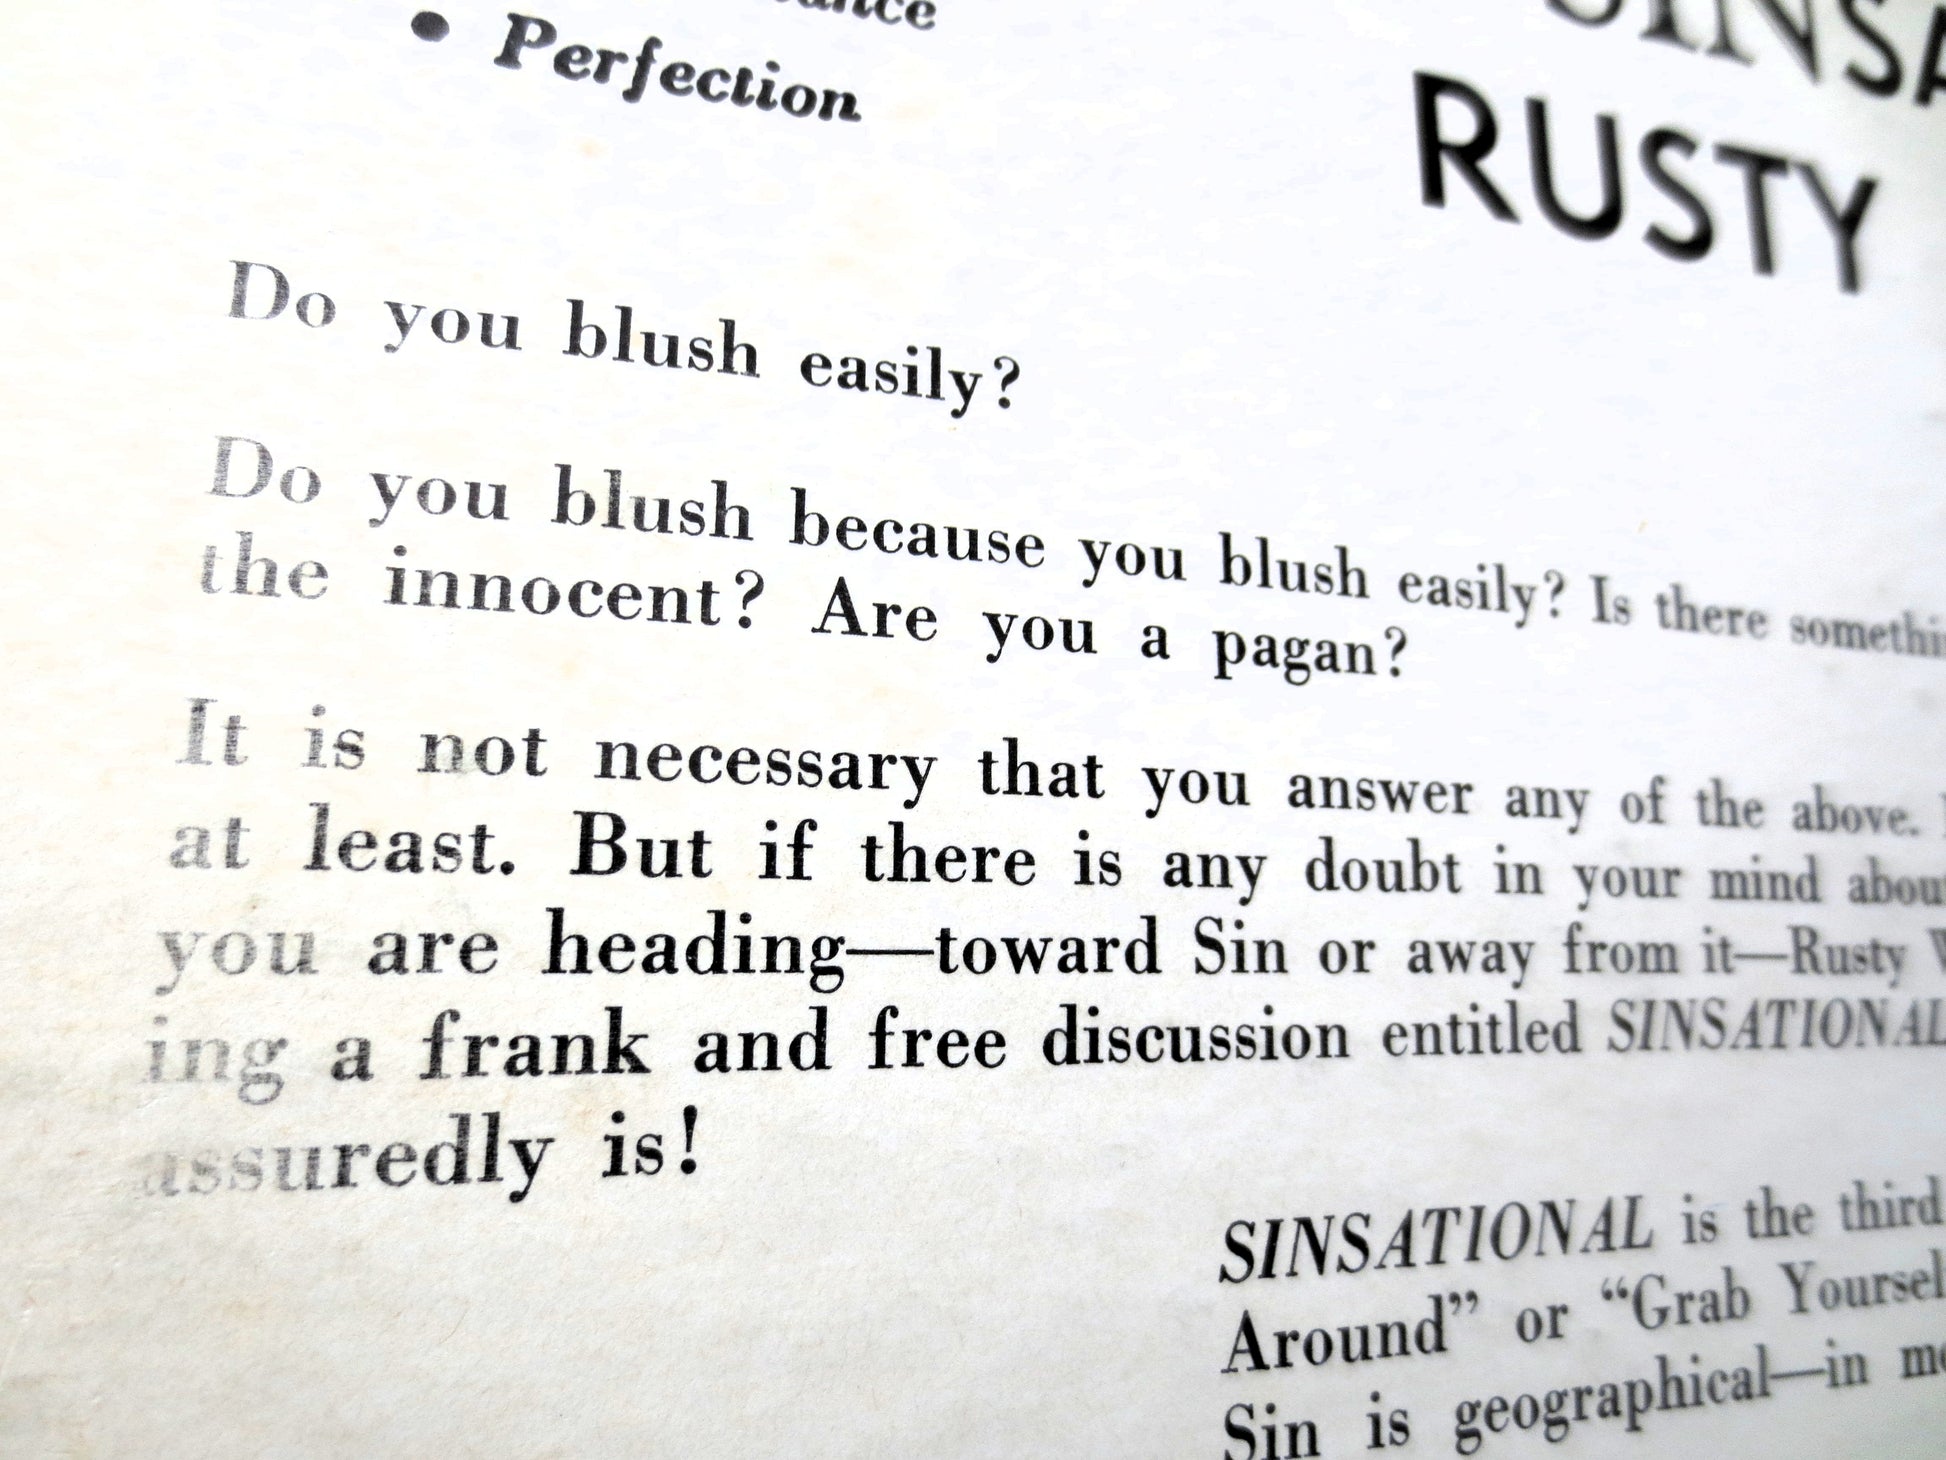 • Perfection
RUSTY
Do you blush easily?
Do you blush because you blush easily? Is there
the innocent? Are you a pagan?
It is not necessary that you answer any of the above.
at least. But if there is any doubt in your mind
you are heading—toward Sin or away from it—Rusty
ing a frank and free discussion entitled SINSATIONAL
assuredly is!
SINSATIONAL is the third
Around” or “Grab
Sin is geographical—in